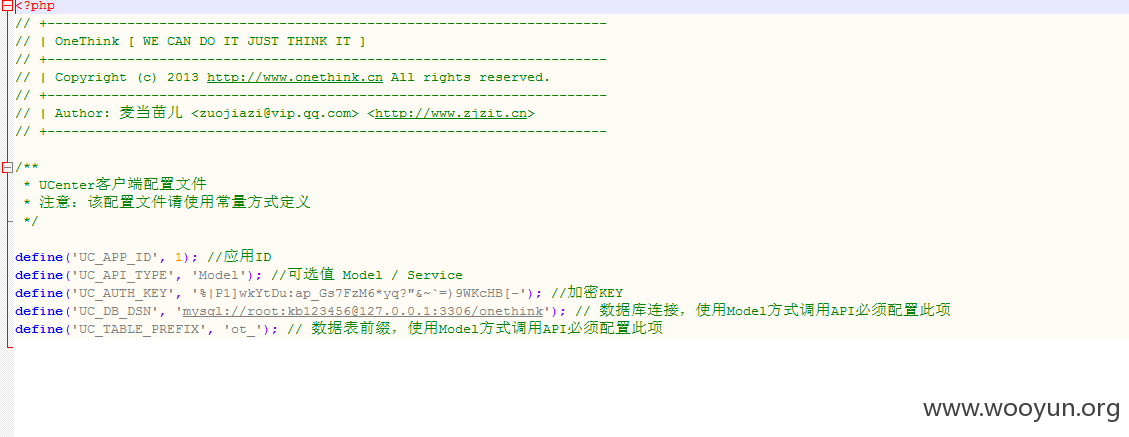 <?php
// +----------------------------------------------------------------------
// | OneThink [ WE CAN DO IT JUST THINK IT ]
// +----------------------------------------------------------------------
// | Copyright (c) 2013 http://www.onethink.cn All rights reserved.
// +----------------------------------------------------------------------
// | Author: 麦当苗儿 <zuojiazi@vip.qq.com> <http://www.zjzit.cn>
// +----------------------------------------------------------------------
/**
 * UCenter客户端配置文件
 * 注意：该配置文件请使用常量方式定义
 */
define('UC_APP_ID', 1); //应用ID
define('UC_API_TYPE', 'Model'); //可选值 Model / Service
define('UC_AUTH_KEY', '%|P1]wkYtDu:ap_Gs7FzM6*yq?"&~`=)9WKcHB[-'); //加密KEY
define('UC_DB_DSN', 'mysql://root:kb123456@127.0.0.1:3306/onethink'); // 数据库连接，使用Model方式调用API必须配置此项
define('UC_TABLE_PREFIX', 'ot_'); // 数据表前缀，使用Model方式调用API必须配置此项
www.wooyun.org